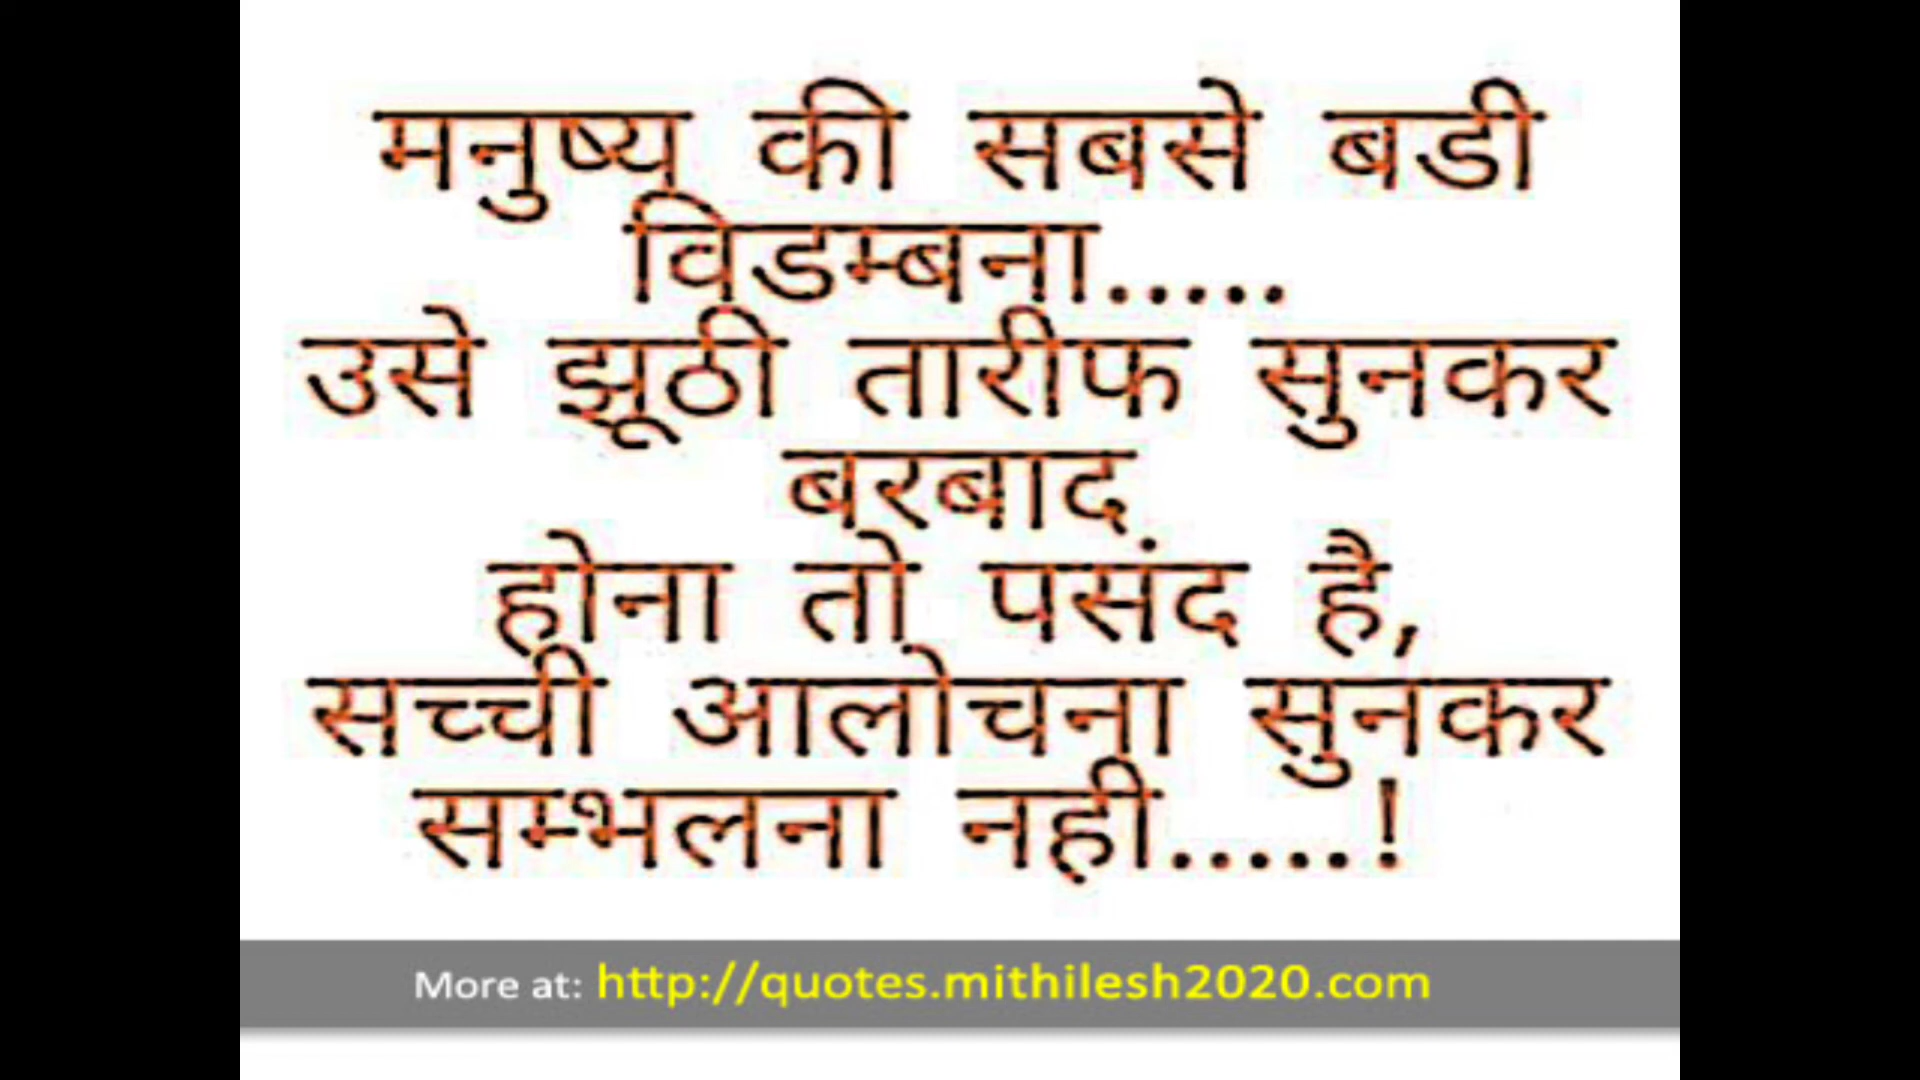 मनुष्य की सबसे बडी
विडम्बना.....
उसे झूठी तारीफ सुनकर
बरबाद
होना तो पसंद है,
सच्ची आलोचना सुनकर
सम्भलना नही.....!
More at: http://quotes.mithilesh2020.com